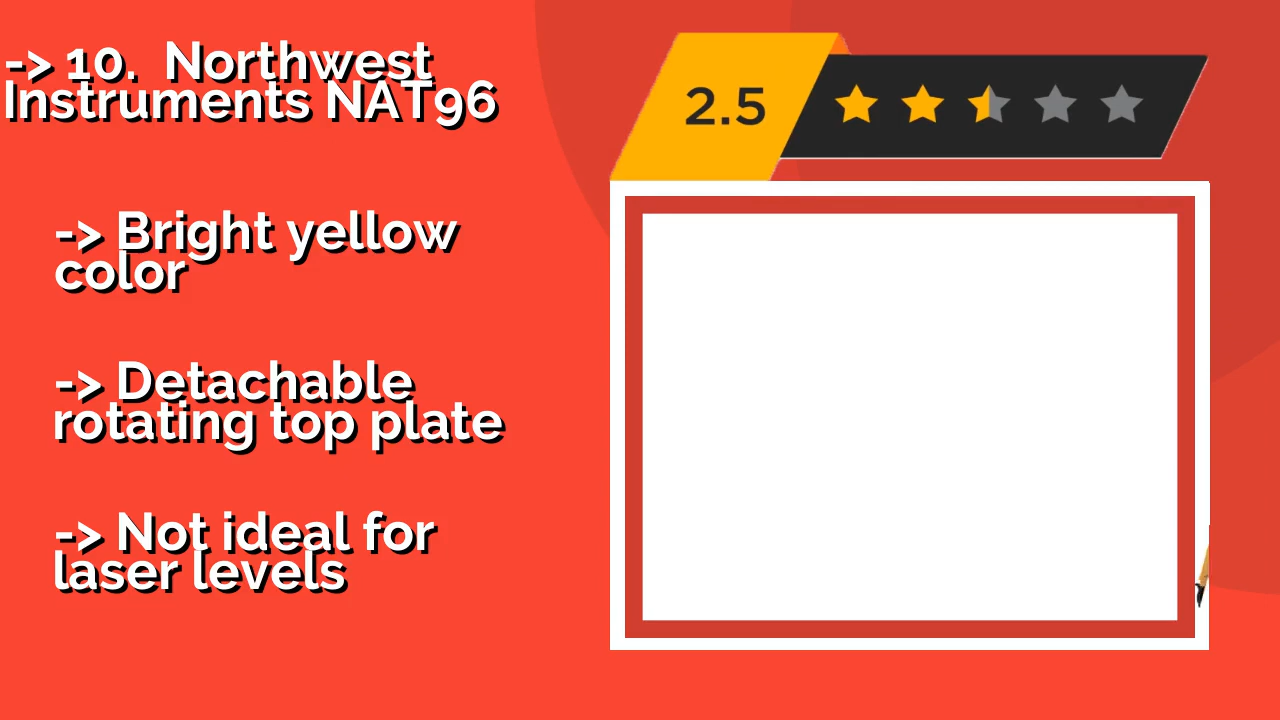 -> 10.  Northwest
Instruments NAT96
2.5
-> Bright yellow
color
-> Detachable
rotating top plate
-> Not ideal for
laser levels